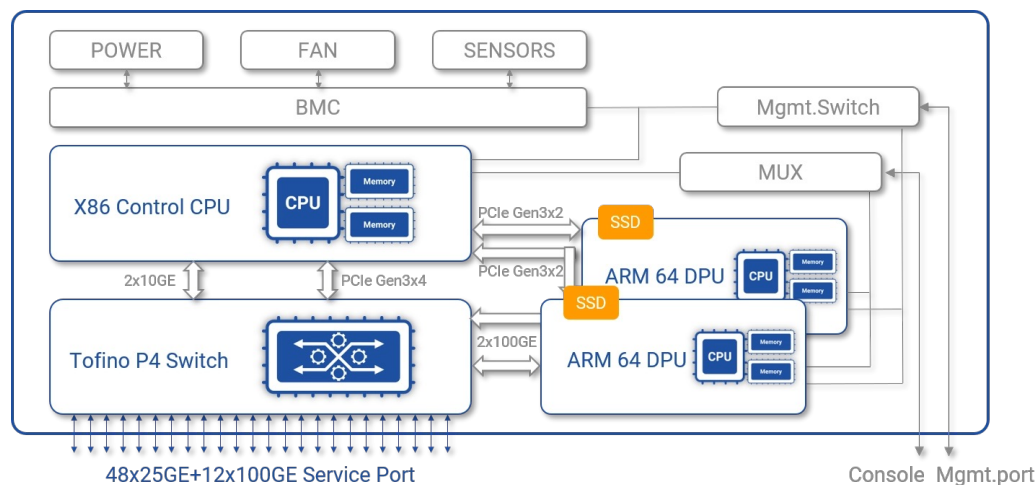 POWER
FAN
SENSORS
BMC
Mgmt.Switch
MUX
X86 Control CPU
CPU
Memory
Memory
PCIe Gen3x2
PCIe Gen3x2
SSD
ARM 64 DPU
CPU
Memory
Memory
2x10GE
PCIe Gen3x4
Tofino P4 Switch
2x100GE
SSD
ARM 64 DPU
CPU
Memory
Memory
48x25GE+12x100GE Service Port
Console
Mgmt.port